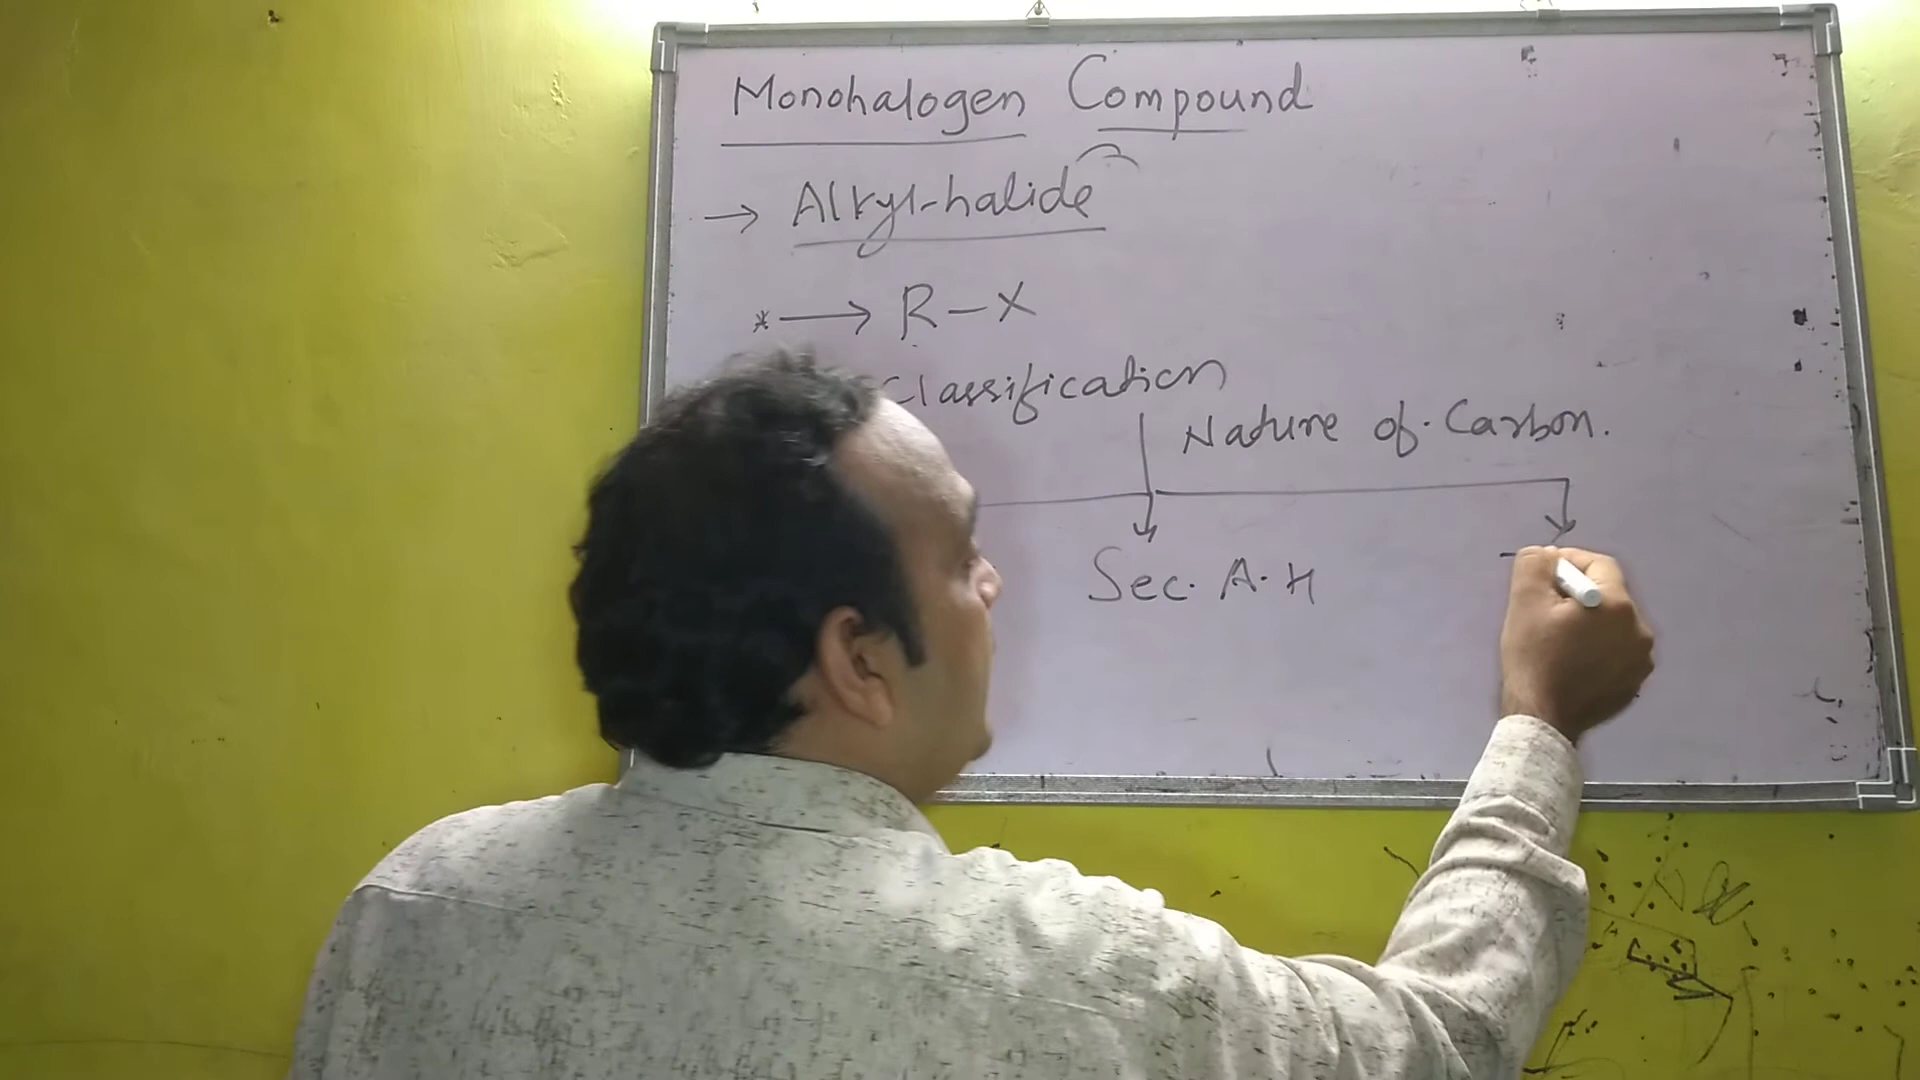 Monohalogen Compound
→ Alkyl-halide
* → R-X
Classification
Nature of Carbon.
Sec. A.H